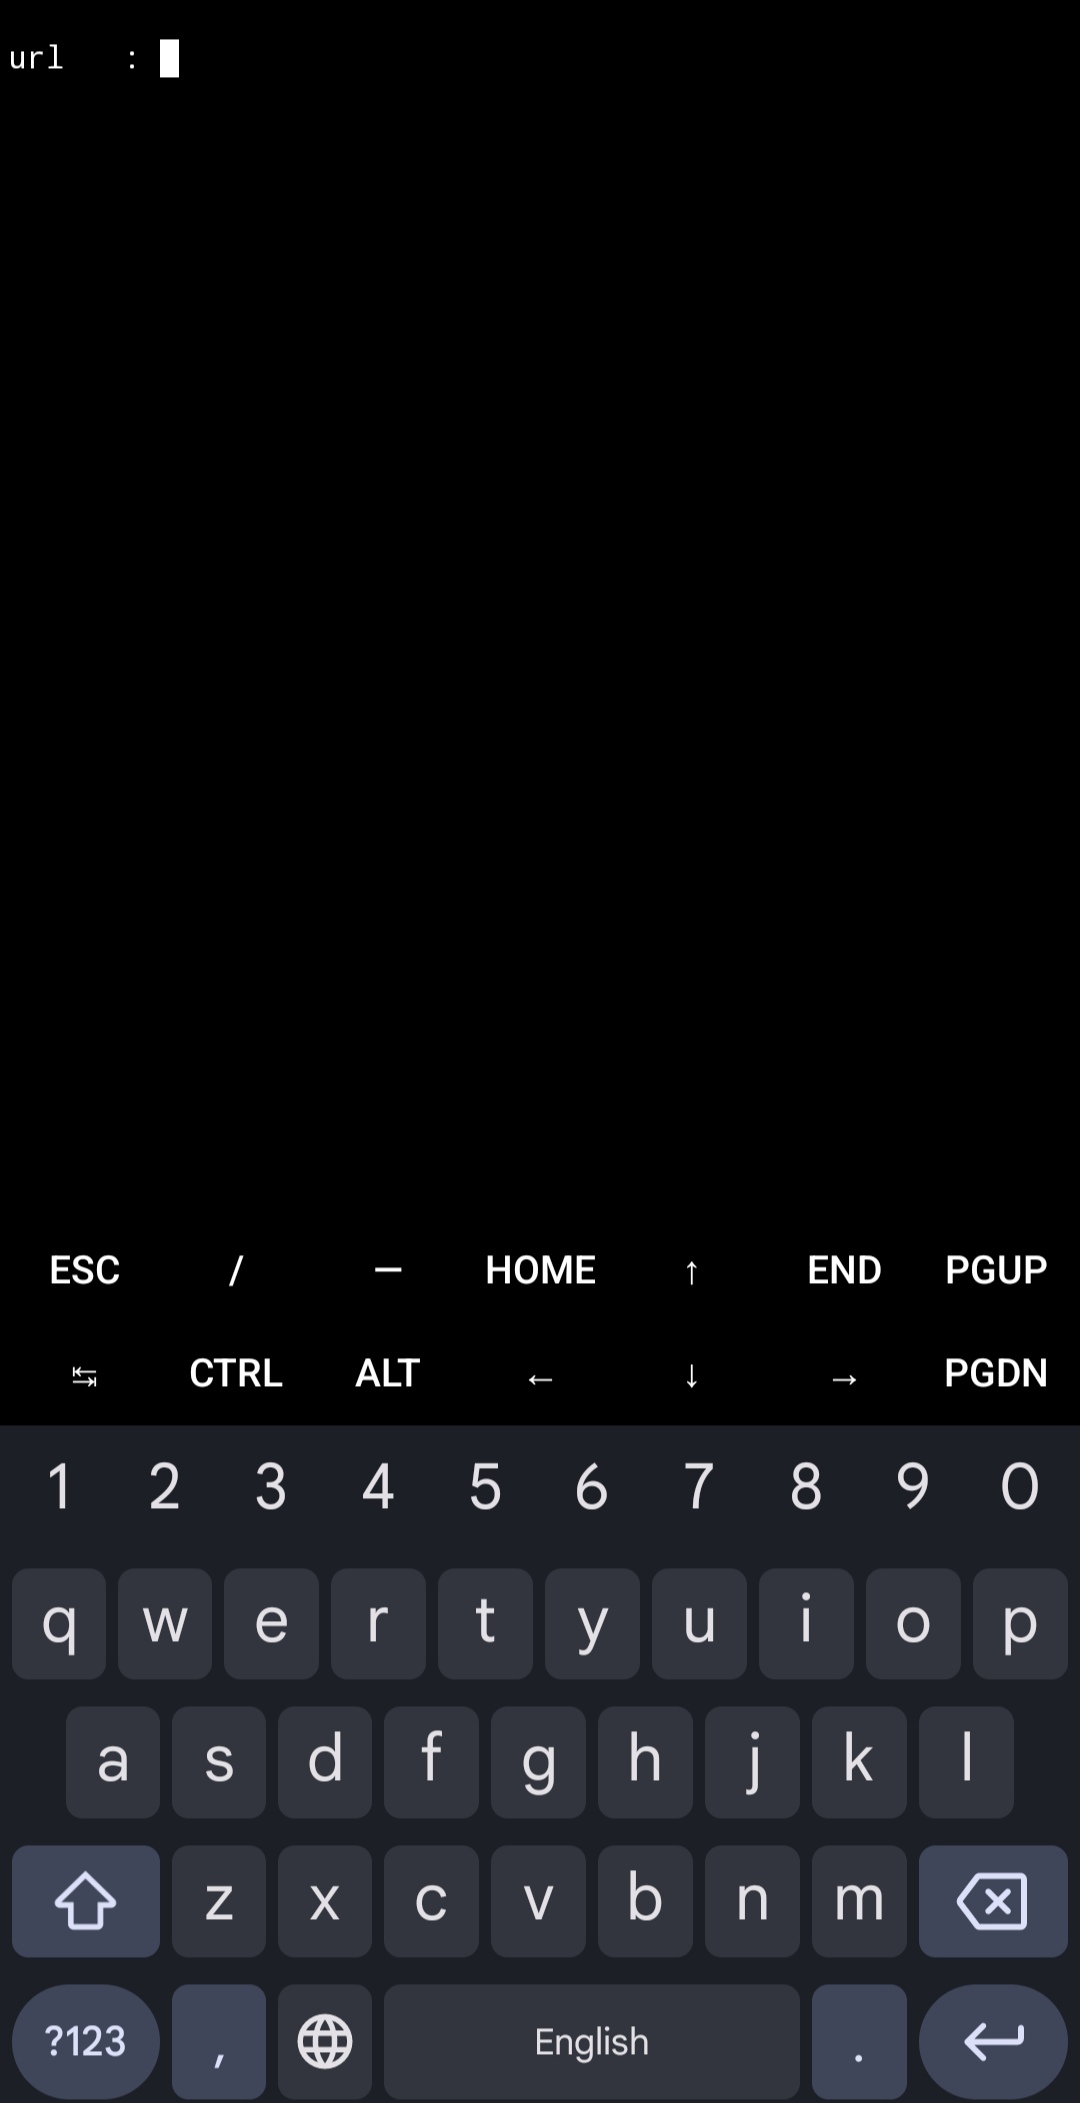 url   :
ESC / — HOME ↑ END PGUP
↹ CTRL ALT ← ↓ → PGDN
1 2 3 4 5 6 7 8 9 0
q w e r t y u i o p
a s d f g h j k l
z x c v b n m
?123 , English .